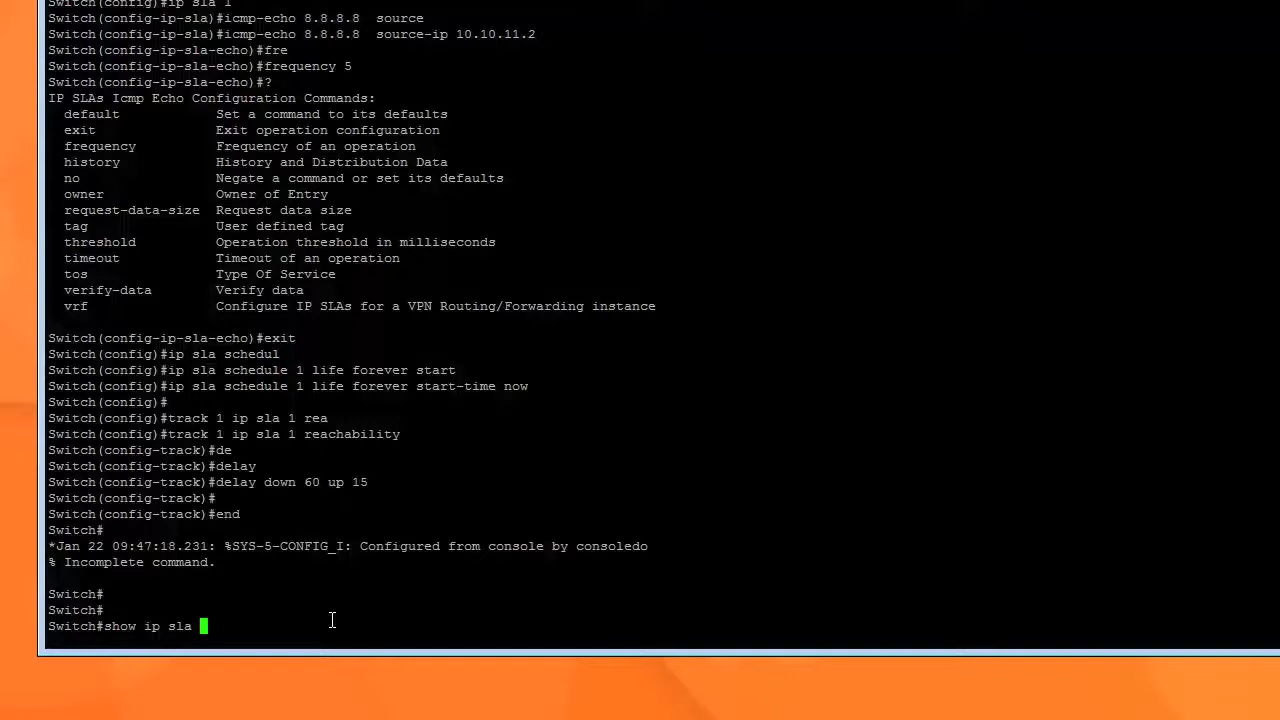 Switch(config)#ip sla 1
Switch(config-ip-sla)#icmp-echo 8.8.8.8  source
Switch(config-ip-sla)#icmp-echo 8.8.8.8  source-ip 10.10.11.2
Switch(config-ip-sla-echo)#fre
Switch(config-ip-sla-echo)#frequency 5
Switch(config-ip-sla-echo)#?
IP SLAs Icmp Echo Configuration Commands:
  default            Set a command to its defaults
  exit               Exit operation configuration
  frequency          Frequency of an operation
  history            History and Distribution Data
  no                 Negate a command or set its defaults
  owner              Owner of Entry
  request-data-size  Request data size
  tag                User defined tag
  threshold          Operation threshold in milliseconds
  timeout            Timeout of an operation
  tos                Type Of Service
  verify-data        Verify data
  vrf                Configure IP SLAs for a VPN Routing/Forwarding instance
Switch(config-ip-sla-echo)#exit
Switch(config)#ip sla schedul
Switch(config)#ip sla schedule 1 life forever start
Switch(config)#ip sla schedule 1 life forever start-time now
Switch(config)#
Switch(config)#track 1 ip sla 1 rea
Switch(config)#track 1 ip sla 1 reachability
Switch(config-track)#de
Switch(config-track)#delay
Switch(config-track)#delay down 60 up 15
Switch(config-track)#
Switch(config-track)#end
Switch#
*Jan 22 09:47:18.231: %SYS-5-CONFIG_I: Configured from console by consoledo
% Incomplete command.
Switch#
Switch#
Switch#show ip sla